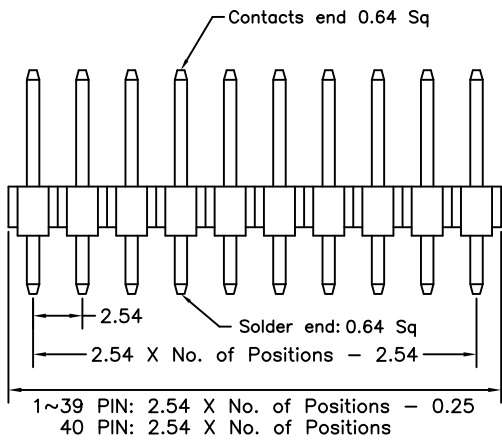 Contacts end 0.64 Sq
2.54
Solder end: 0.64 Sq
2.54 X No. of Positions - 2.54
1~39 PIN: 2.54 X No. of Positions - 0.25
40 PIN: 2.54 X No. of Positions